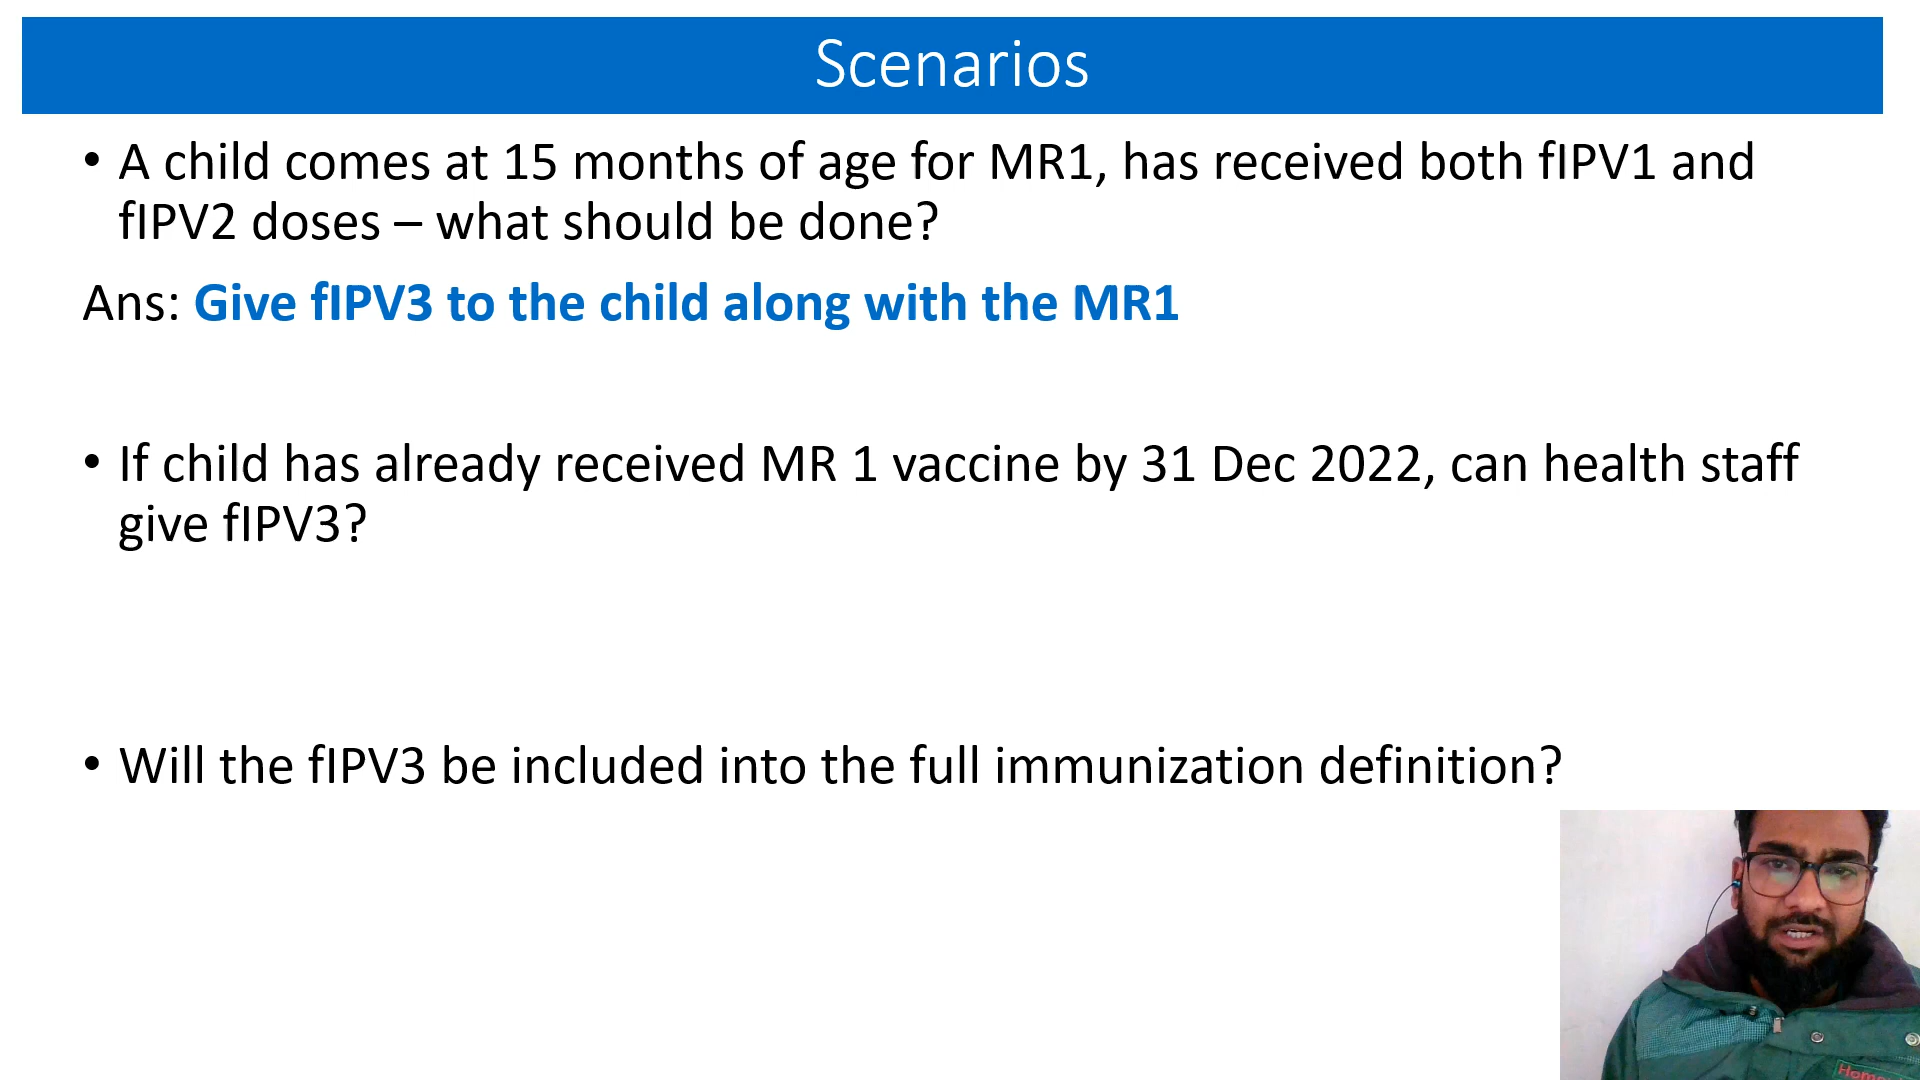 Scenarios
• A child comes at 15 months of age for MR1, has received both fIPV1 and
fIPV2 doses – what should be done?
Ans: Give fIPV3 to the child along with the MR1
• If child has already received MR 1 vaccine by 31 Dec 2022, can health staff
give fIPV3?
• Will the fIPV3 be included into the full immunization definition?